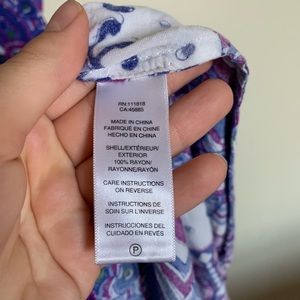 RN:111818
CA:45885
MADE IN CHINA
FABRIQUÉ EN CHINE
HECHO EN CHINA
SHELL/EXTÉRIEUR/
EXTERIOR
100% RAYON/
RAYONNE/RAYÓN
CARE INSTRUCTIONS
ON REVERSE
INSTRUCTIONS DE
SOIN SUR L'INVERSE
INSTRUCCIONES DEL
CUIDADO EN REVÉS
P